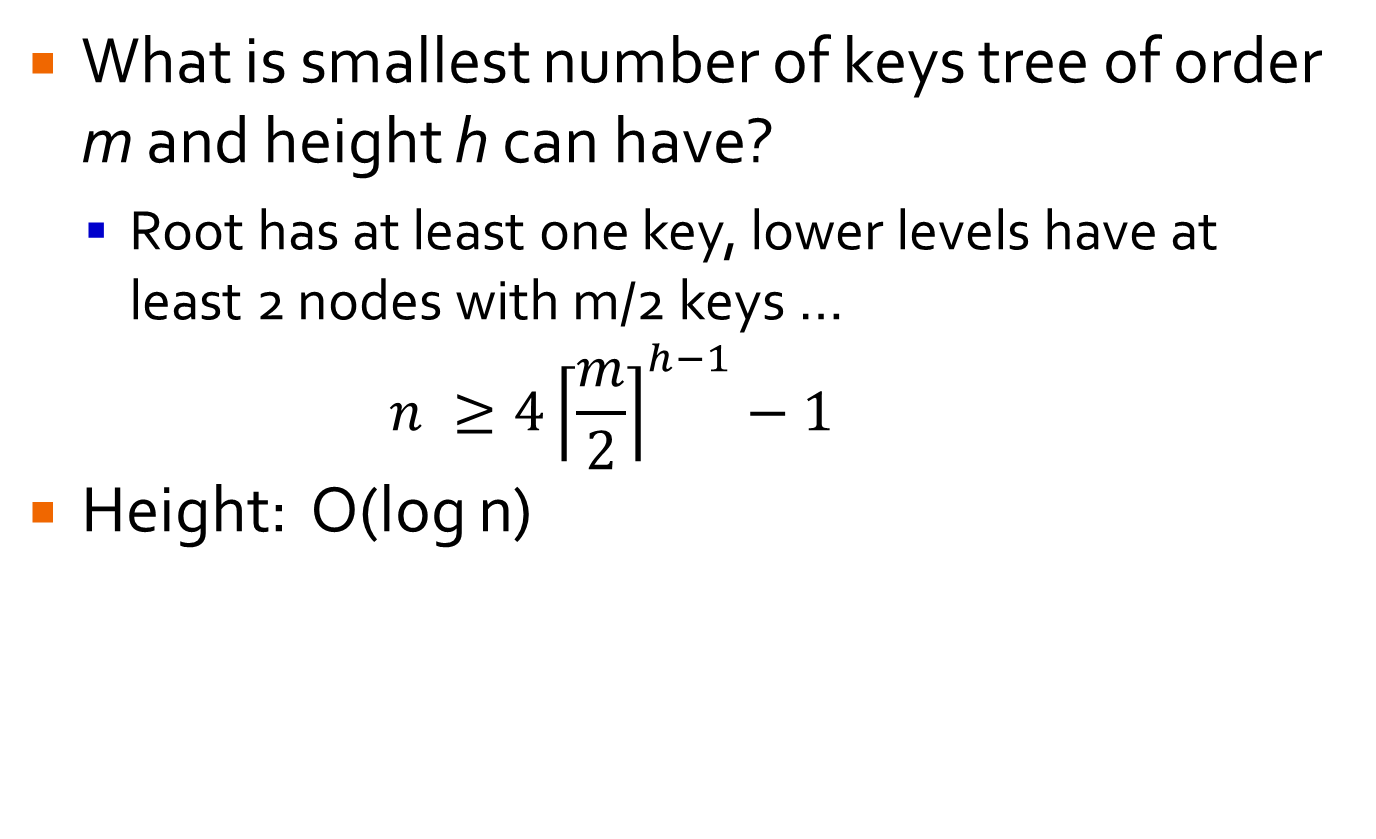 ▪ What is smallest number of keys tree of order
m and height h can have?
▪ Root has at least one key, lower levels have at
least 2 nodes with m/2 keys …
n ≥ 4⌈m/2⌉^{h−1} − 1
▪ Height: O(log n)